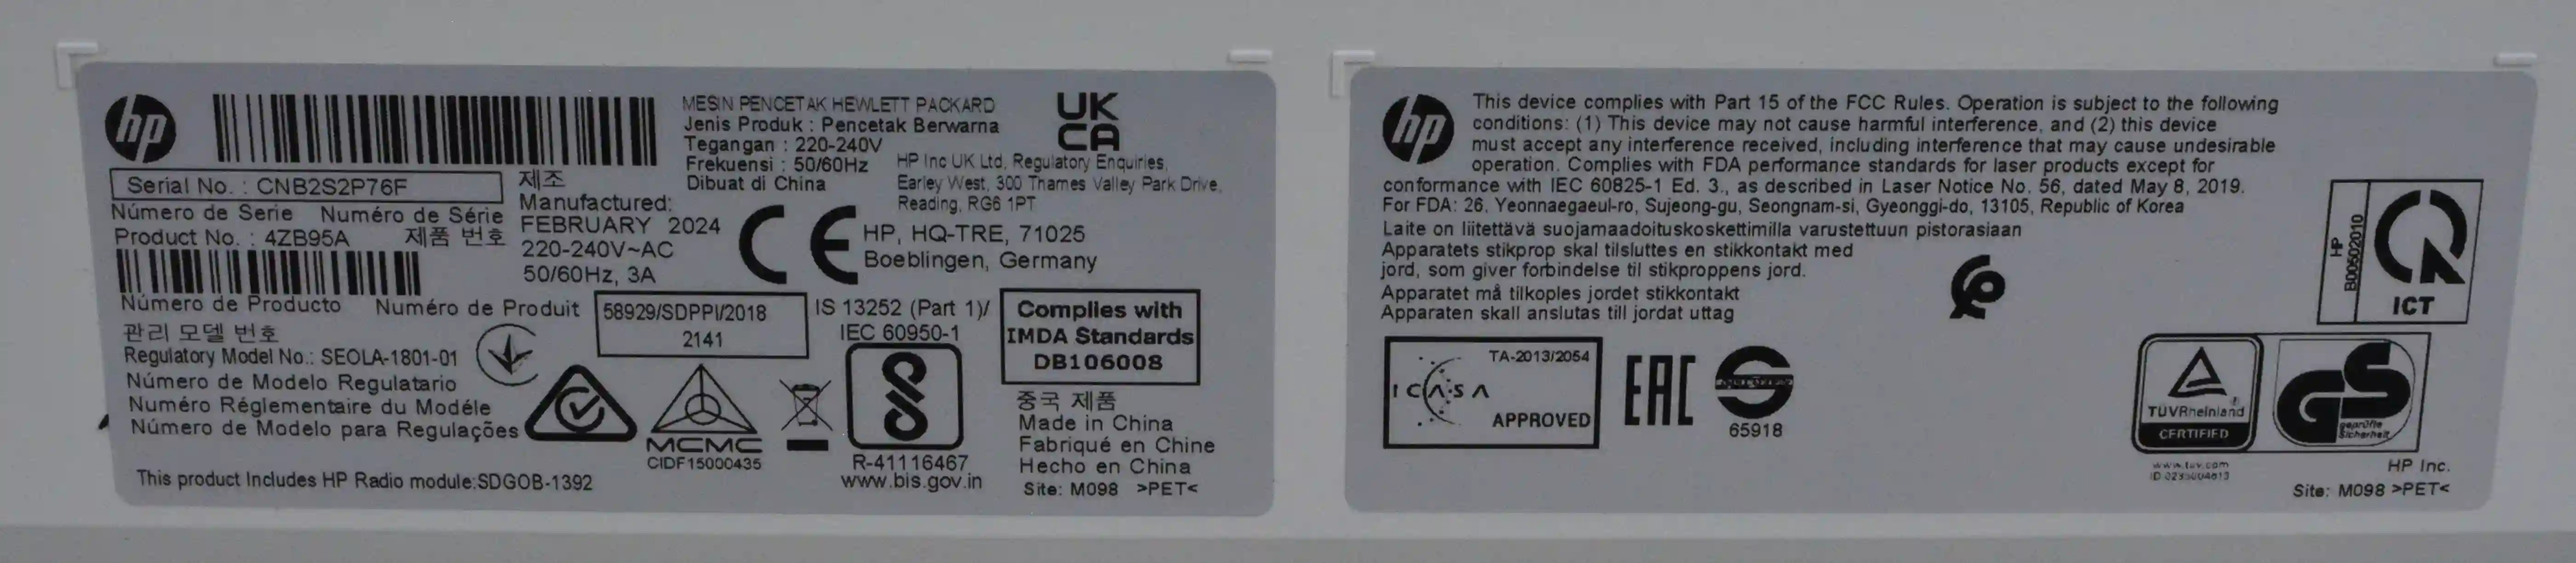 hp
MESIN PENCETAK HEWLETT PACKARD
Jenis Produk : Pencetak Berwarna
Tegangan : 220-240V
Frekuensi : 50/60Hz
Dibuat di China
UK
CA
HP Inc UK Ltd, Regulatory Enquiries,
Earley West, 300 Thames Valley Park Drive,
Reading, RG6 1PT
Serial No. : CNB2S2P76F
Número de Serie Numéro de Série
Product No. : 4ZB95A 제품 번호
Número de Producto Numéro de Produit
제조
Manufactured:
FEBRUARY 2024
220-240V~AC
50/60Hz, 3A
CE
HP, HQ-TRE, 71025
Boeblingen, Germany
관리 모델 번호
Regulatory Model No.: SEOLA-1801-01
Número de Modelo Regulatario
Numéro Réglementaire du Modéle
Número de Modelo para Regulações
This product Includes HP Radio module:SDGOB-1392
58929/SDPPI/2018
2141
MCMC
CIDF15000435
IS 13252 (Part 1)/
IEC 60950-1
R-41116467
www.bis.gov.in
Complies with
IMDA Standards
DB106008
중국 제품
Made in China
Fabriqué en Chine
Hecho en China
Site: M098 >PET<
hp
This device complies with Part 15 of the FCC Rules. Operation is subject to the following
conditions: (1) This device may not cause harmful interference, and (2) this device
must accept any interference received, including interference that may cause undesirable
operation. Complies with FDA performance standards for laser products except for
conformance with IEC 60825-1 Ed. 3., as described in Laser Notice No. 56, dated May 8, 2019.
For FDA: 26, Yeonnaegaeul-ro, Sujeong-gu, Seongnam-si, Gyeonggi-do, 13105, Republic of Korea
Laite on liitettävä suojamaadoituskoskettimilla varustettuun pistorasiaan
Apparatets stikprop skal tilsluttes en stikkontakt med
jord, som giver forbindelse til stikproppens jord.
Apparatet må tilkoples jordet stikkontakt
Apparaten skall anslutas till jordat uttag
HP
B00502010
ICT
TA-2013/2054
ICASA
APPROVED
EAC
65918
TÜVRheinland
CERTIFIED
GS
geprüfte
Sicherheit
www.tuv.com
HP Inc.
Site: M098 >PET<